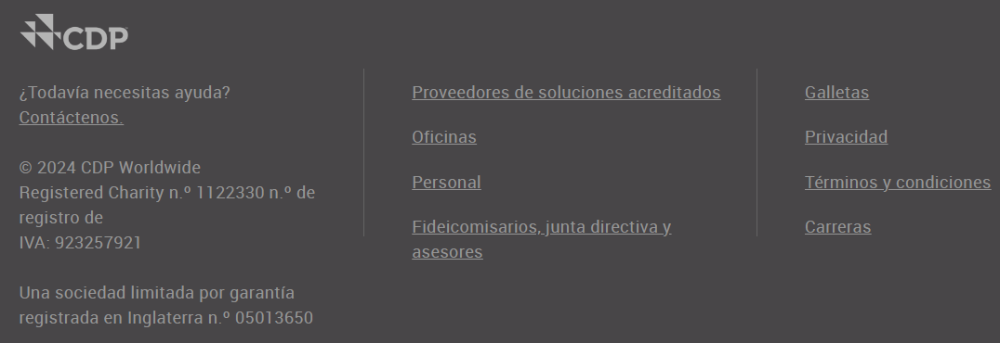 CDP
¿Todavía necesitas ayuda?
Contáctenos.
© 2024 CDP Worldwide
Registered Charity n.º 1122330 n.º de
registro de
IVA: 923257921
Una sociedad limitada por garantía
registrada en Inglaterra n.º 05013650
Proveedores de soluciones acreditados
Oficinas
Personal
Fideicomisarios, junta directiva y
asesores
Galletas
Privacidad
Términos y condiciones
Carreras